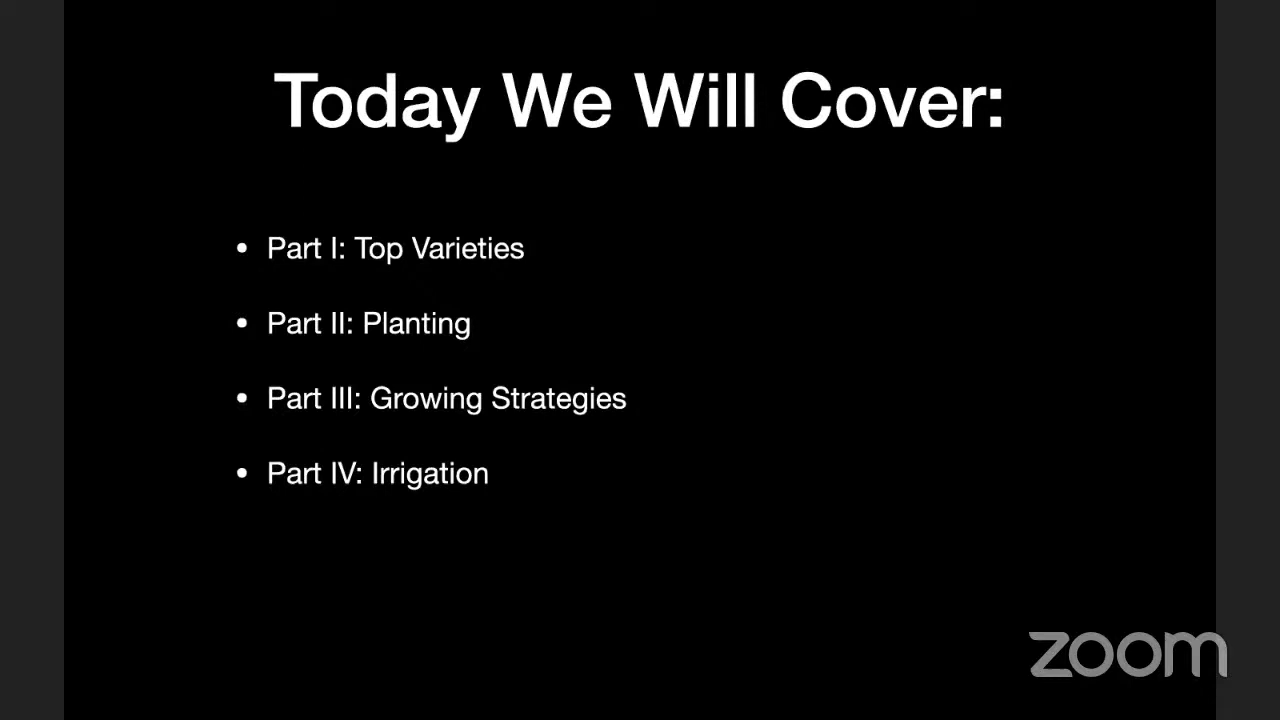 Today We Will Cover:
• Part I: Top Varieties
• Part II: Planting
• Part III: Growing Strategies
• Part IV: Irrigation
zoom